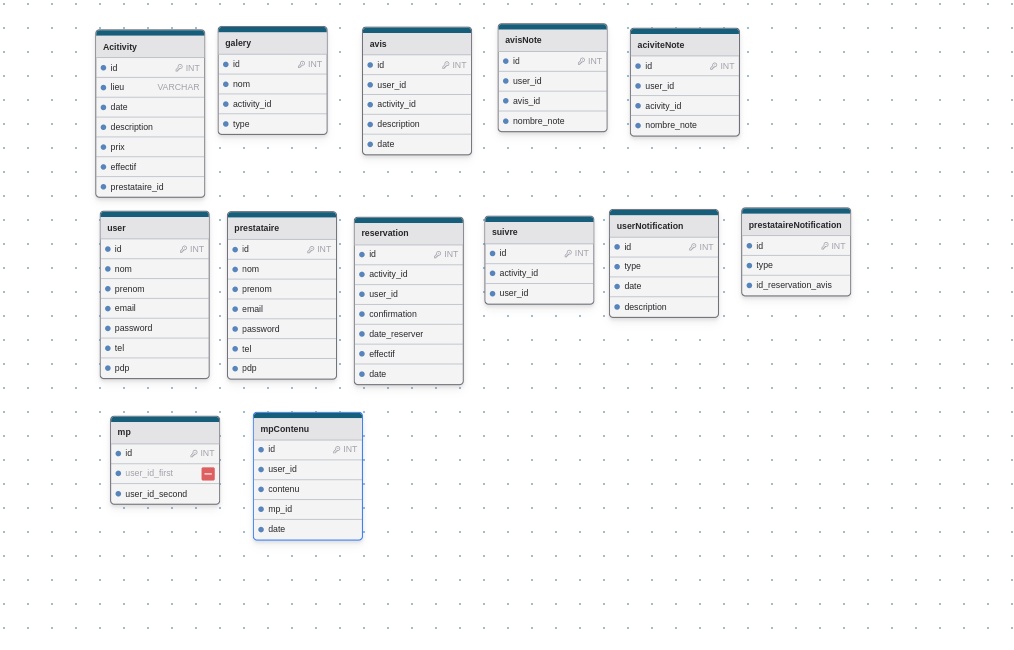 Acitivity
id INT
lieu VARCHAR
date
description
prix
effectif
prestataire_id
galery
id INT
nom
activity_id
type
avis
id INT
user_id
activity_id
description
date
avisNote
id INT
user_id
avis_id
nombre_note
aciviteNote
id INT
user_id
acivity_id
nombre_note
user
id INT
nom
prenom
email
password
tel
pdp
prestataire
id INT
nom
prenom
email
password
tel
pdp
reservation
id INT
activity_id
user_id
confirmation
date_reserver
effectif
date
suivre
id INT
activity_id
user_id
userNotification
id INT
type
date
description
prestataireNotification
id INT
type
id_reservation_avis
mp
id INT
user_id_first
user_id_second
mpContenu
id INT
user_id
contenu
mp_id
date